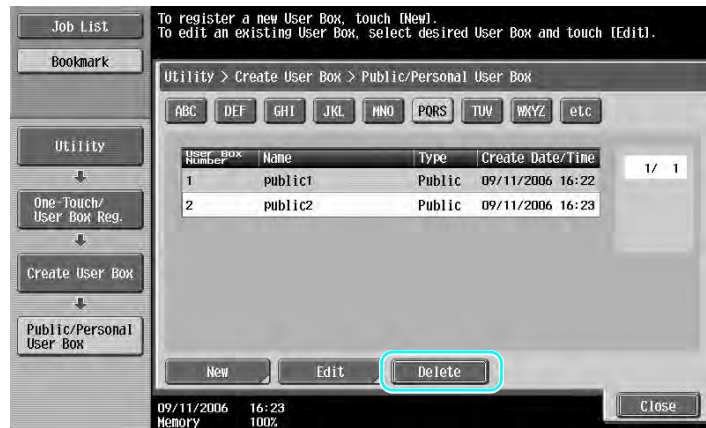 Job List
Bookmark
To register a new User Box, touch [New].
To edit an existing User Box, select desired User Box and touch [Edit].
Utility > Create User Box > Public/Personal User Box
ABC DEF GHI JKL MNO PQRS TUV WXYZ etc
User Box Number Name Type Create Date/Time
1 public1 Public 09/11/2006 16:22
2 public2 Public 09/11/2006 16:23
1/ 1
Utility
One-Touch/
User Box Reg.
Create User Box
Public/Personal
User Box
New Edit Delete
09/11/2006 16:23
Memory 100%
Close